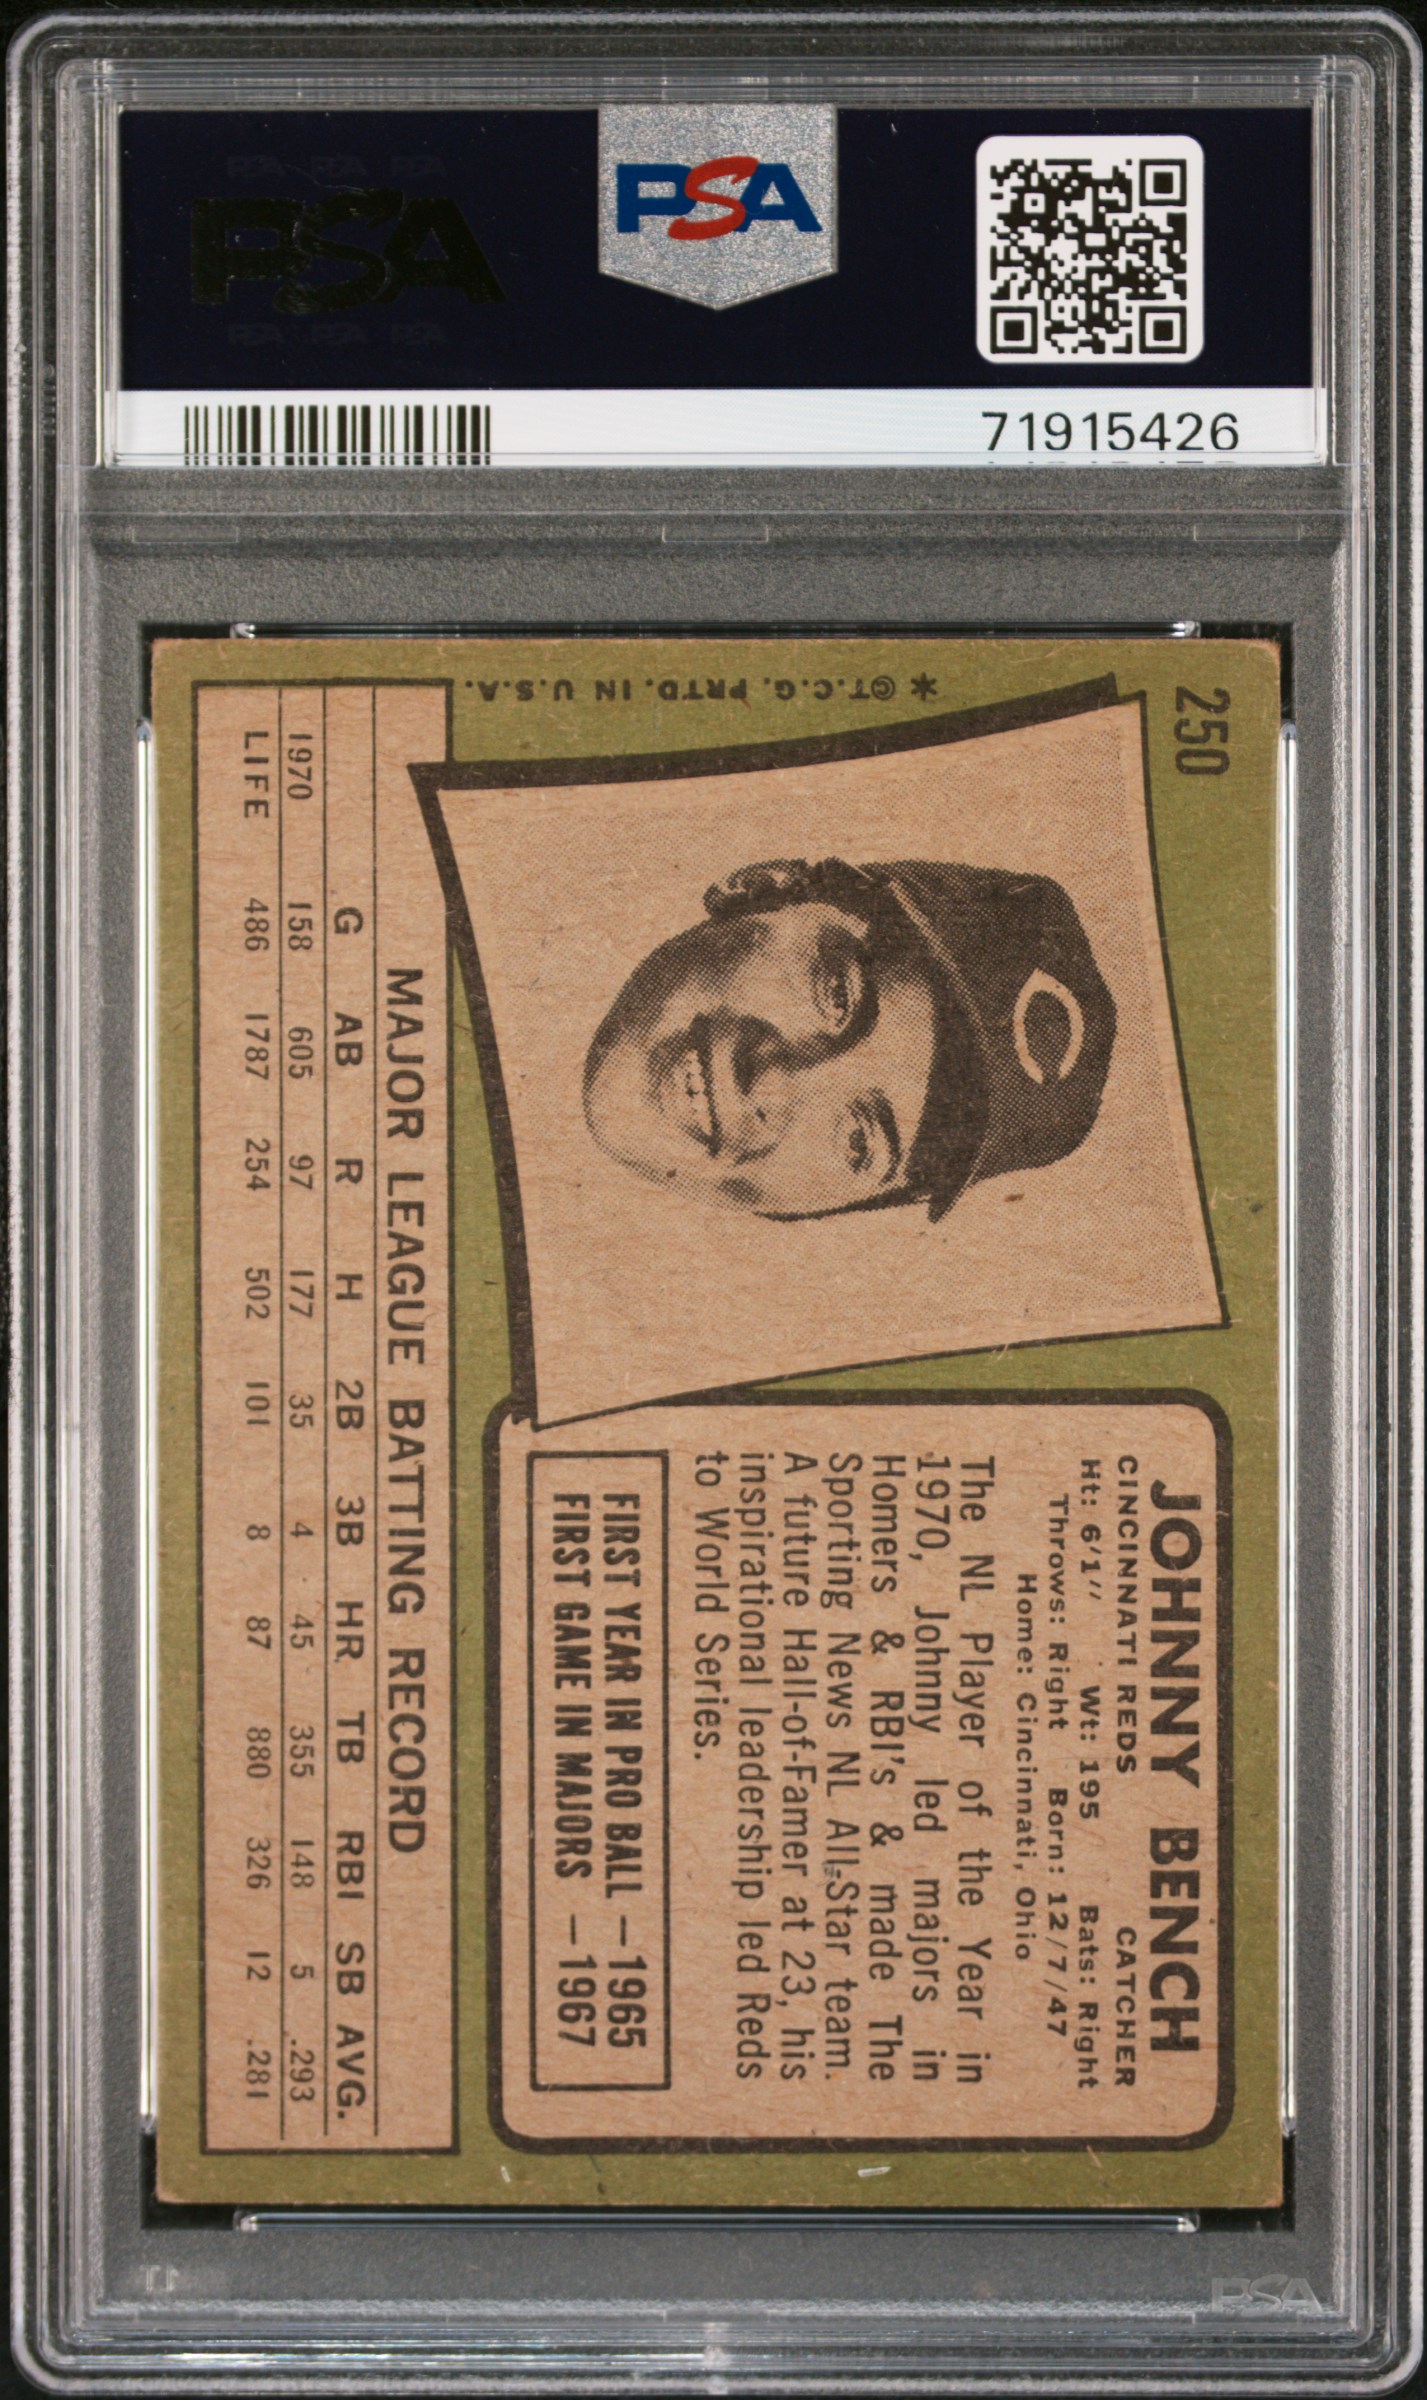 PSA
PSA
71915426
250
* ©T.C.G. PRTD. IN U.S.A.
JOHNNY BENCH
CINCINNATI REDS CATCHER
Ht: 6'1" Wt: 195 Bats: Right
Throws: Right Born: 12/7/47
Home: Cincinnati, Ohio
The NL Player of the Year in
1970, Johnny led majors in
Homers & RBI's & made The
Sporting News NL All-Star team.
A future Hall-of-Famer at 23, his
inspirational leadership led Reds
to World Series.
FIRST YEAR IN PRO BALL —1965
FIRST GAME IN MAJORS —1967
MAJOR LEAGUE BATTING RECORD
G AB R H 2B 3B HR TB RBI SB AVG.
1970 158 605 97 177 35 4 45 355 148 5 .293
LIFE 486 1787 254 502 101 8 87 880 326 12 .281
PSA